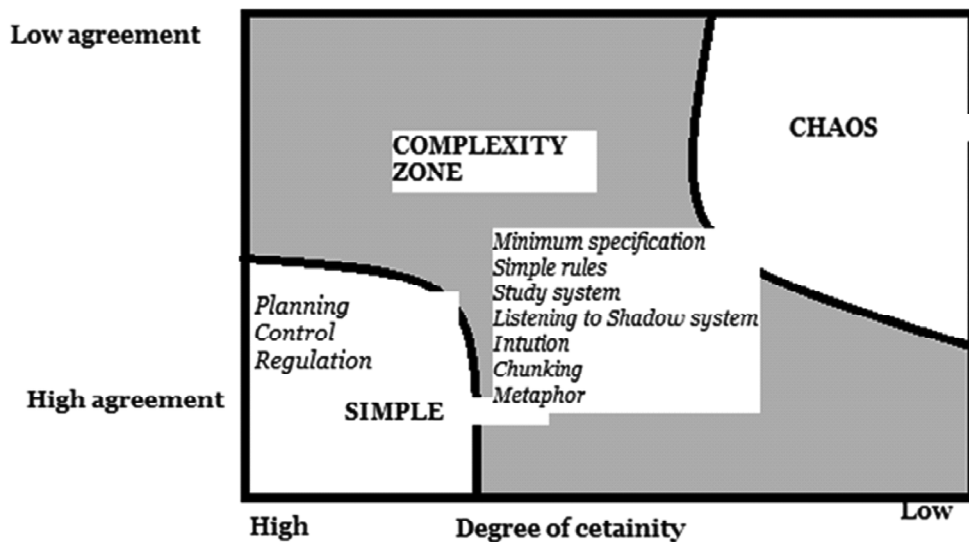 Low agreement
CHAOS
COMPLEXITY
ZONE
Minimum specification
Simple rules
Study system
Listening to Shadow system
Intution
Chunking
Metaphor
Planning
Control
Regulation
High agreement
SIMPLE
High
Degree of cetainity
Low